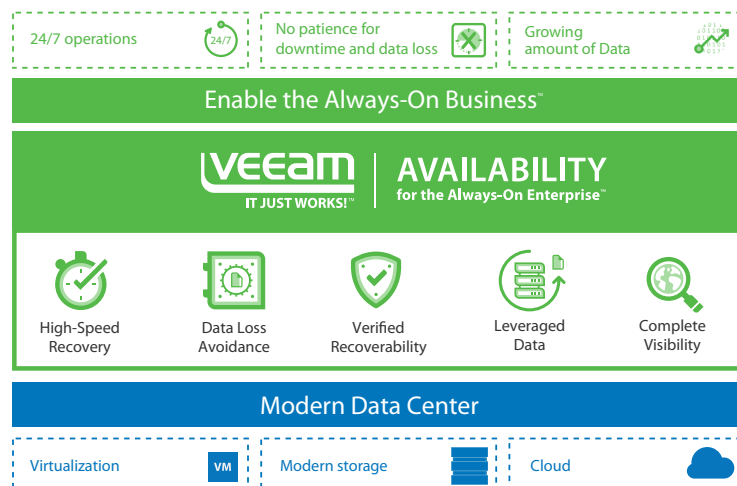 24/7 operations
24/7
No patience for
downtime and data loss
Growing
amount of Data
Enable the Always-On Business™
veeam
IT JUST WORKS!™
AVAILABILITY
for the Always-On Enterprise™
High-Speed
Recovery
Data Loss
Avoidance
Verified
Recoverability
Leveraged
Data
Complete
Visibility
Modern Data Center
Virtualization
VM
Modern storage
Cloud